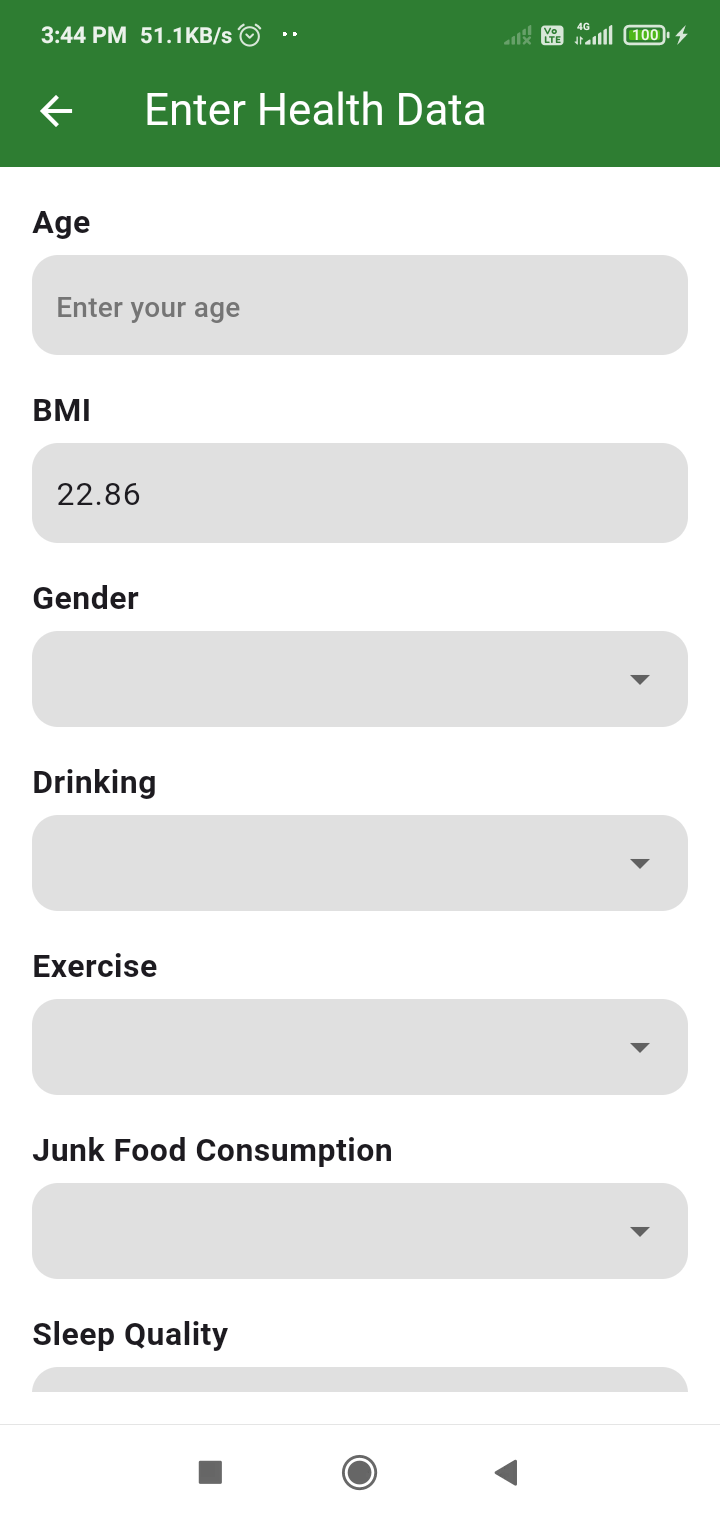 3:44 PM 51.1KB/s Vo LTE 4G 100
Enter Health Data
Age
Enter your age
BMI
22.86
Gender
Drinking
Exercise
Junk Food Consumption
Sleep Quality